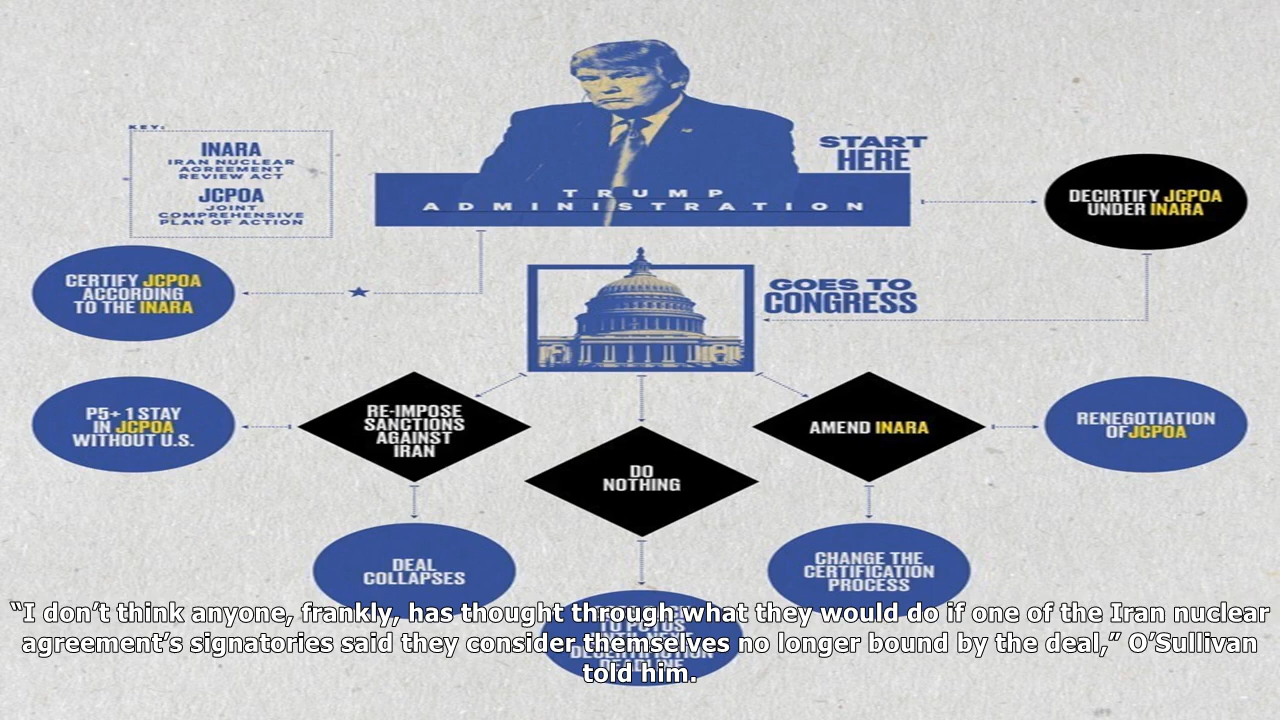 KEY:
INARA
IRAN NUCLEAR
AGREEMENT
REVIEW ACT
JCPOA
JOINT
COMPREHENSIVE
PLAN OF ACTION
TRUMP
ADMINISTRATION
START
HERE
DECIRTIFY JCPOA
UNDER INARA
CERTIFY JCPOA
ACCORDING
TO THE INARA
GOES TO
CONGRESS
P5+ 1 STAY
IN JCPOA
WITHOUT U.S.
RE-IMPOSE
SANCTIONS
AGAINST
IRAN
DO
NOTHING
AMEND INARA
RENEGOTIATION
OF JCPOA
DEAL
COLLAPSES
CHANGE THE
CERTIFICATION
PROCESS
TO POTUS
“I don’t think anyone, frankly, has thought through what they would do if one of the Iran nuclear
agreement’s signatories said they consider themselves no longer bound by the deal,” O’Sullivan
told him.